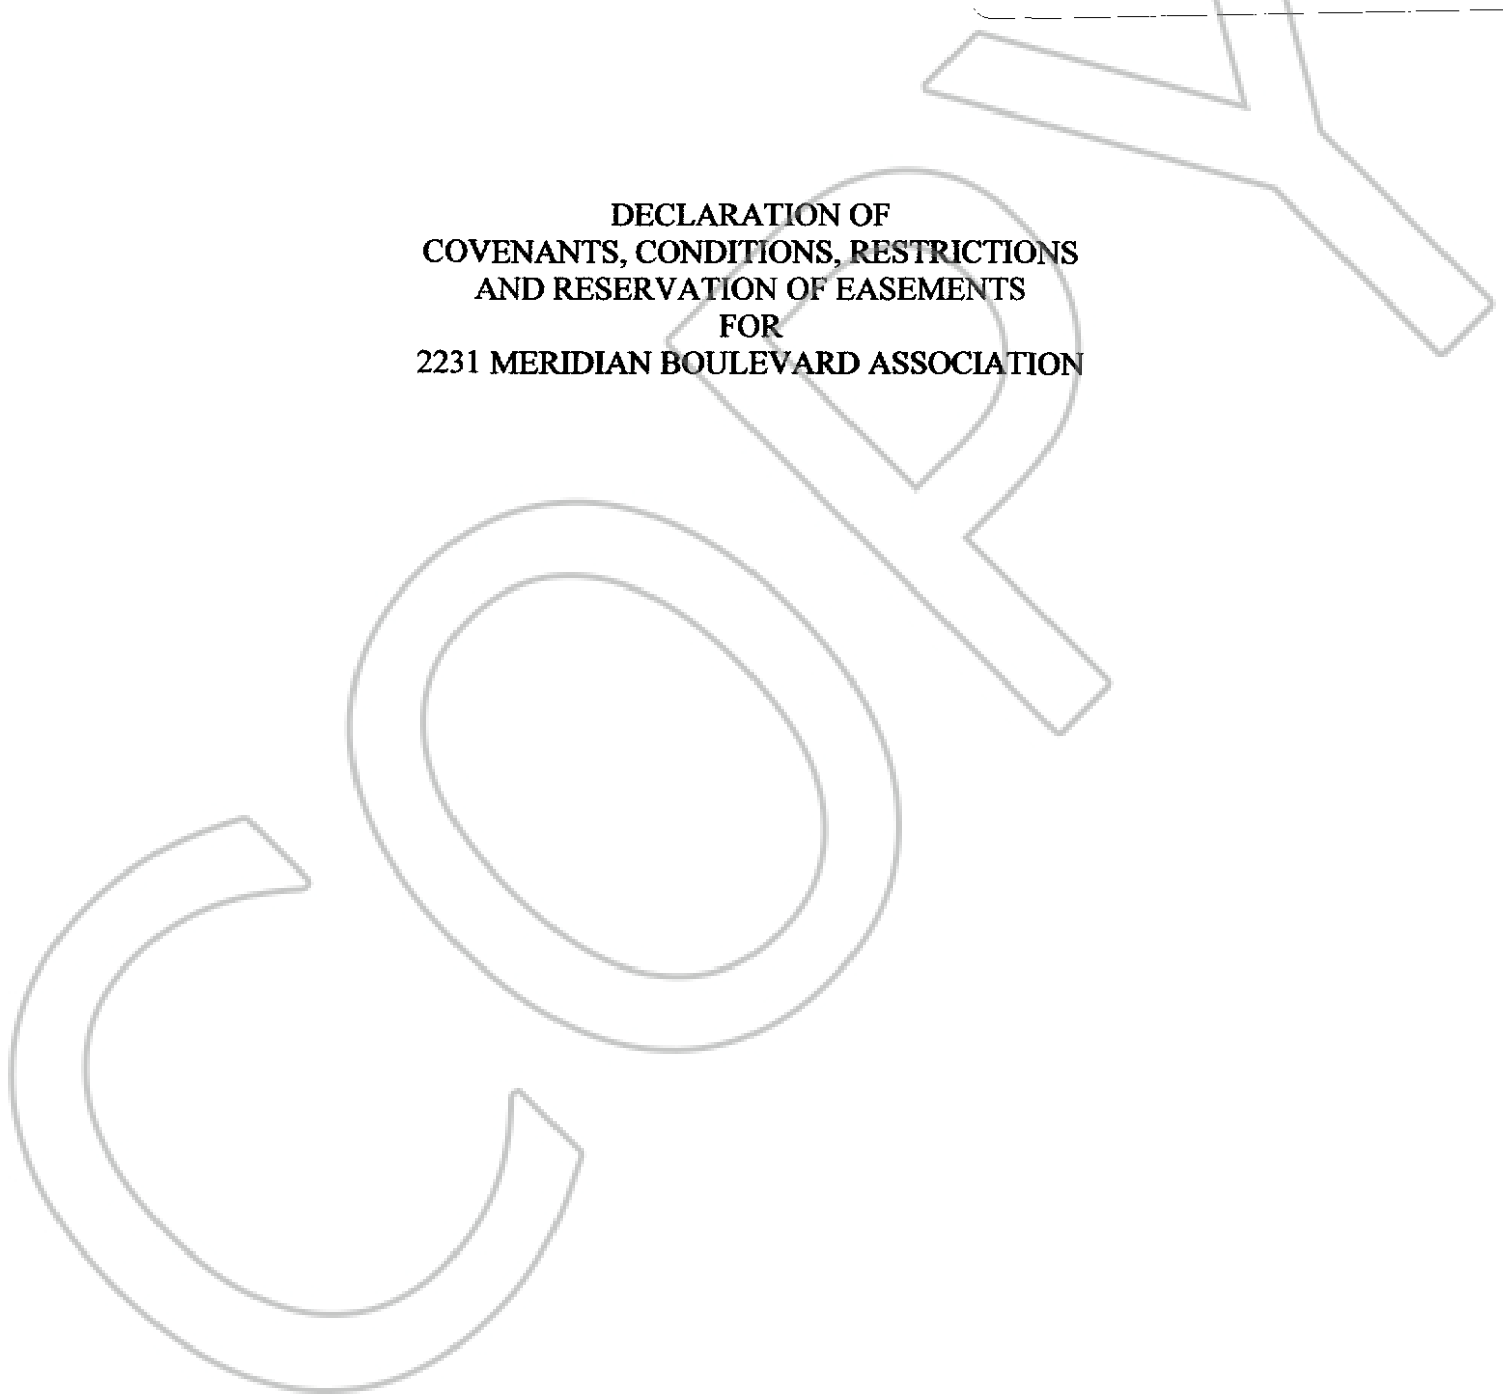 DECLARATION OF
COVENANTS, CONDITIONS, RESTRICTIONS
AND RESERVATION OF EASEMENTS
FOR
2231 MERIDIAN BOULEVARD ASSOCIATION
COPY